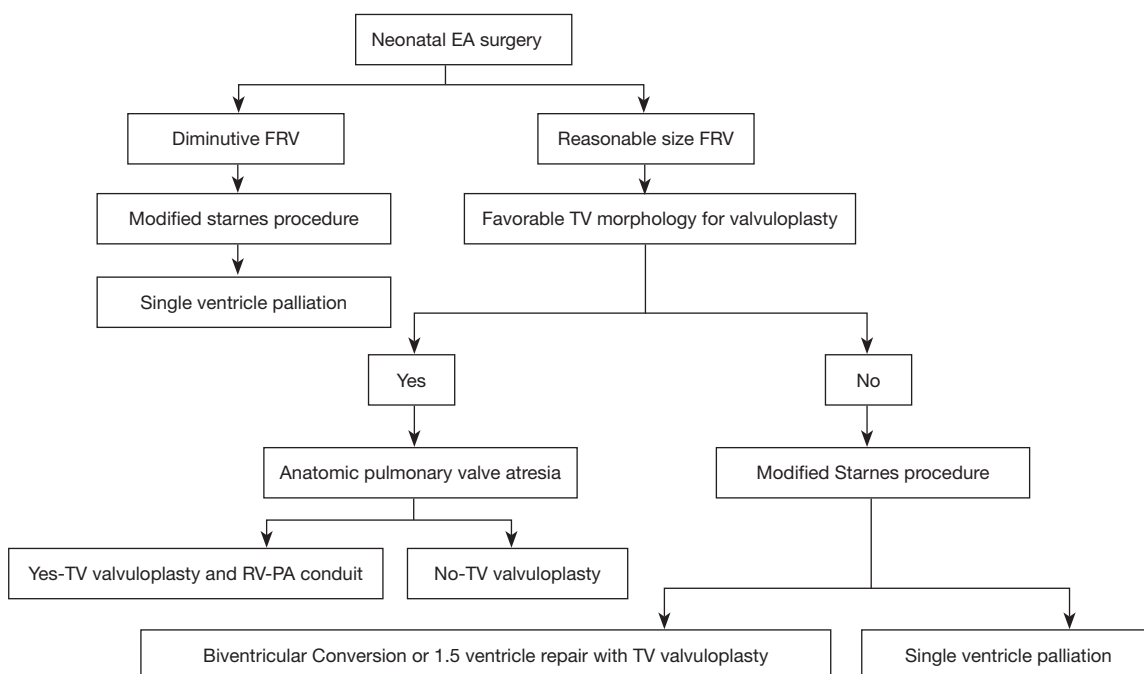 Neonatal EA surgery
Diminutive FRV
Reasonable size FRV
Modified starnes procedure
Favorable TV morphology for valvuloplasty
Single ventricle palliation
Yes
No
Anatomic pulmonary valve atresia
Modified Starnes procedure
Yes-TV valvuloplasty and RV-PA conduit
No-TV valvuloplasty
Biventricular Conversion or 1.5 ventricle repair with TV valvuloplasty
Single ventricle palliation